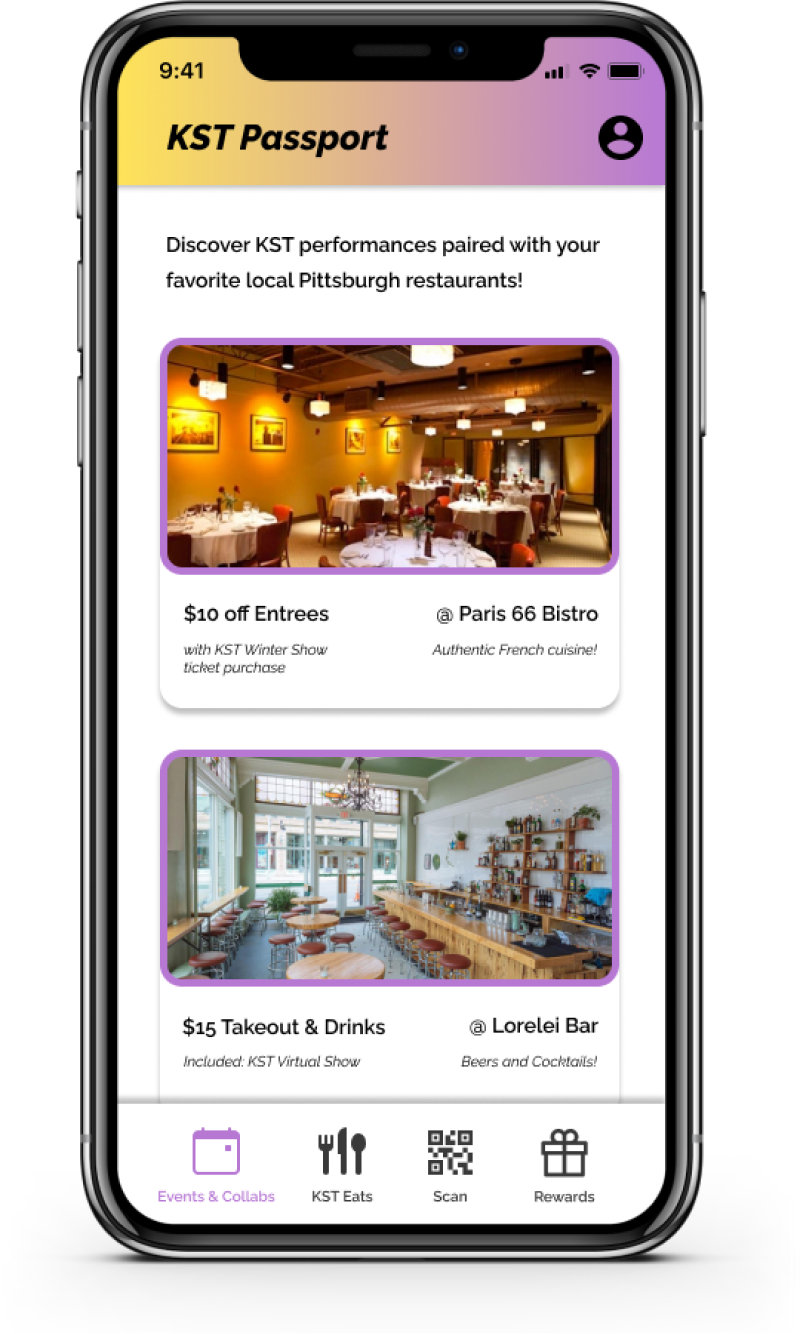 9:41
KST Passport
Discover KST performances paired with your
favorite local Pittsburgh restaurants!
$10 off Entrees
@ Paris 66 Bistro
with KST Winter Show
ticket purchase
Authentic French cuisine!
$15 Takeout & Drinks
@ Lorelei Bar
Included: KST Virtual Show
Beers and Cocktails!
Events & Collabs
KST Eats
Scan
Rewards